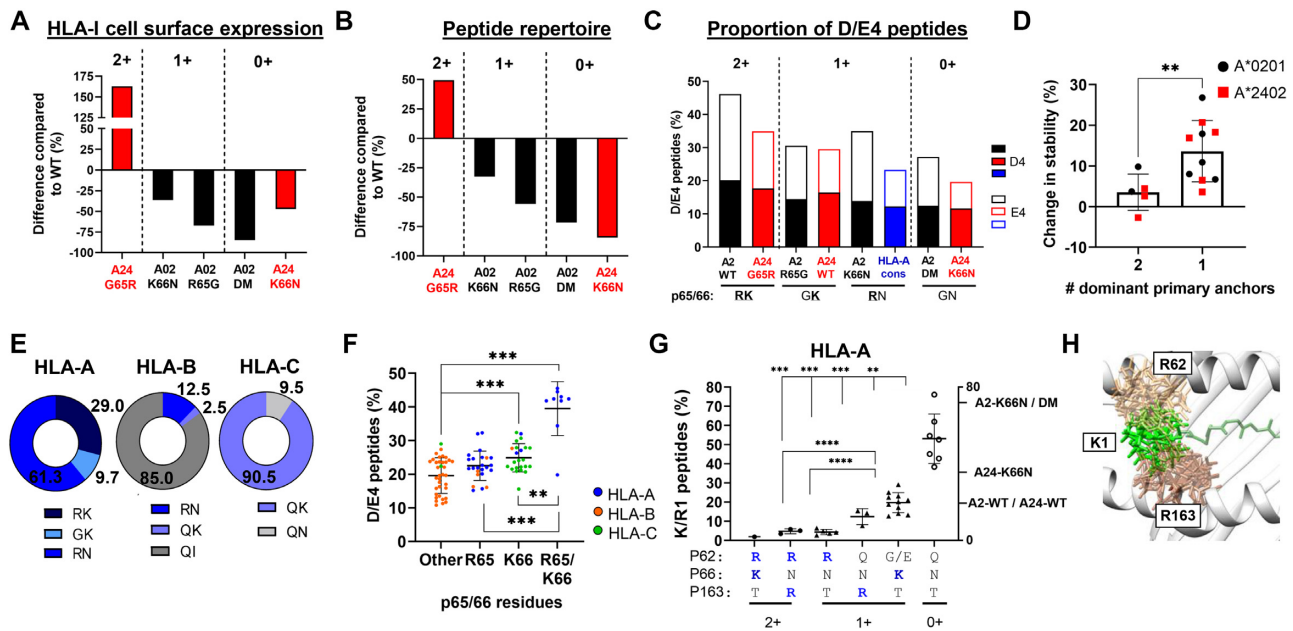 A
HLA-I cell surface expression
2+
1+
0+
Difference compared
to WT (%)
175
150
125
100
50
25
0
-25
-50
-75
-100
A24
G65R
A02
K66N
A02
R65G
A02
DM
A24
K66N
B
Peptide repertoire
2+
1+
0+
Difference compared
to WT (%)
50
25
0
-25
-50
-75
-100
A24
G65R
A02
K66N
A02
R65G
A02
DM
A24
K66N
C
Proportion of D/E4 peptides
2+
1+
0+
D/E4 peptides (%)
50
40
30
20
10
0
D4
E4
A2
WT
A24
G65R
A2
R65G
A24
WT
A2
K66N
HLA-A
cons
A2
DM
A24
K66N
p65/66:
RK
GK
RN
GN
D
**
A*0201
A*2402
Change in stability (%)
40
30
20
10
0
-10
2
1
# dominant primary anchors
E
HLA-A
29.0
61.3
9.7
RK
GK
RN
HLA-B
12.5
2.5
85.0
RN
QK
QI
HLA-C
9.5
90.5
QK
QN
F
***
***
**
***
D/E4 peptides (%)
50
40
30
20
10
0
Other
R65
K66
R65/
K66
p65/66 residues
HLA-A
HLA-B
HLA-C
G
HLA-A
*** *** *** **
****
****
K/R1 peptides (%)
80
70
60
50
40
30
20
10
0
80
A2-K66N / DM
A24-K66N
A2-WT / A24-WT
0
P62: R R R Q G/E Q
P66: K N N N K N
P163: T R T R T T
2+
1+
0+
H
R62
K1
R163